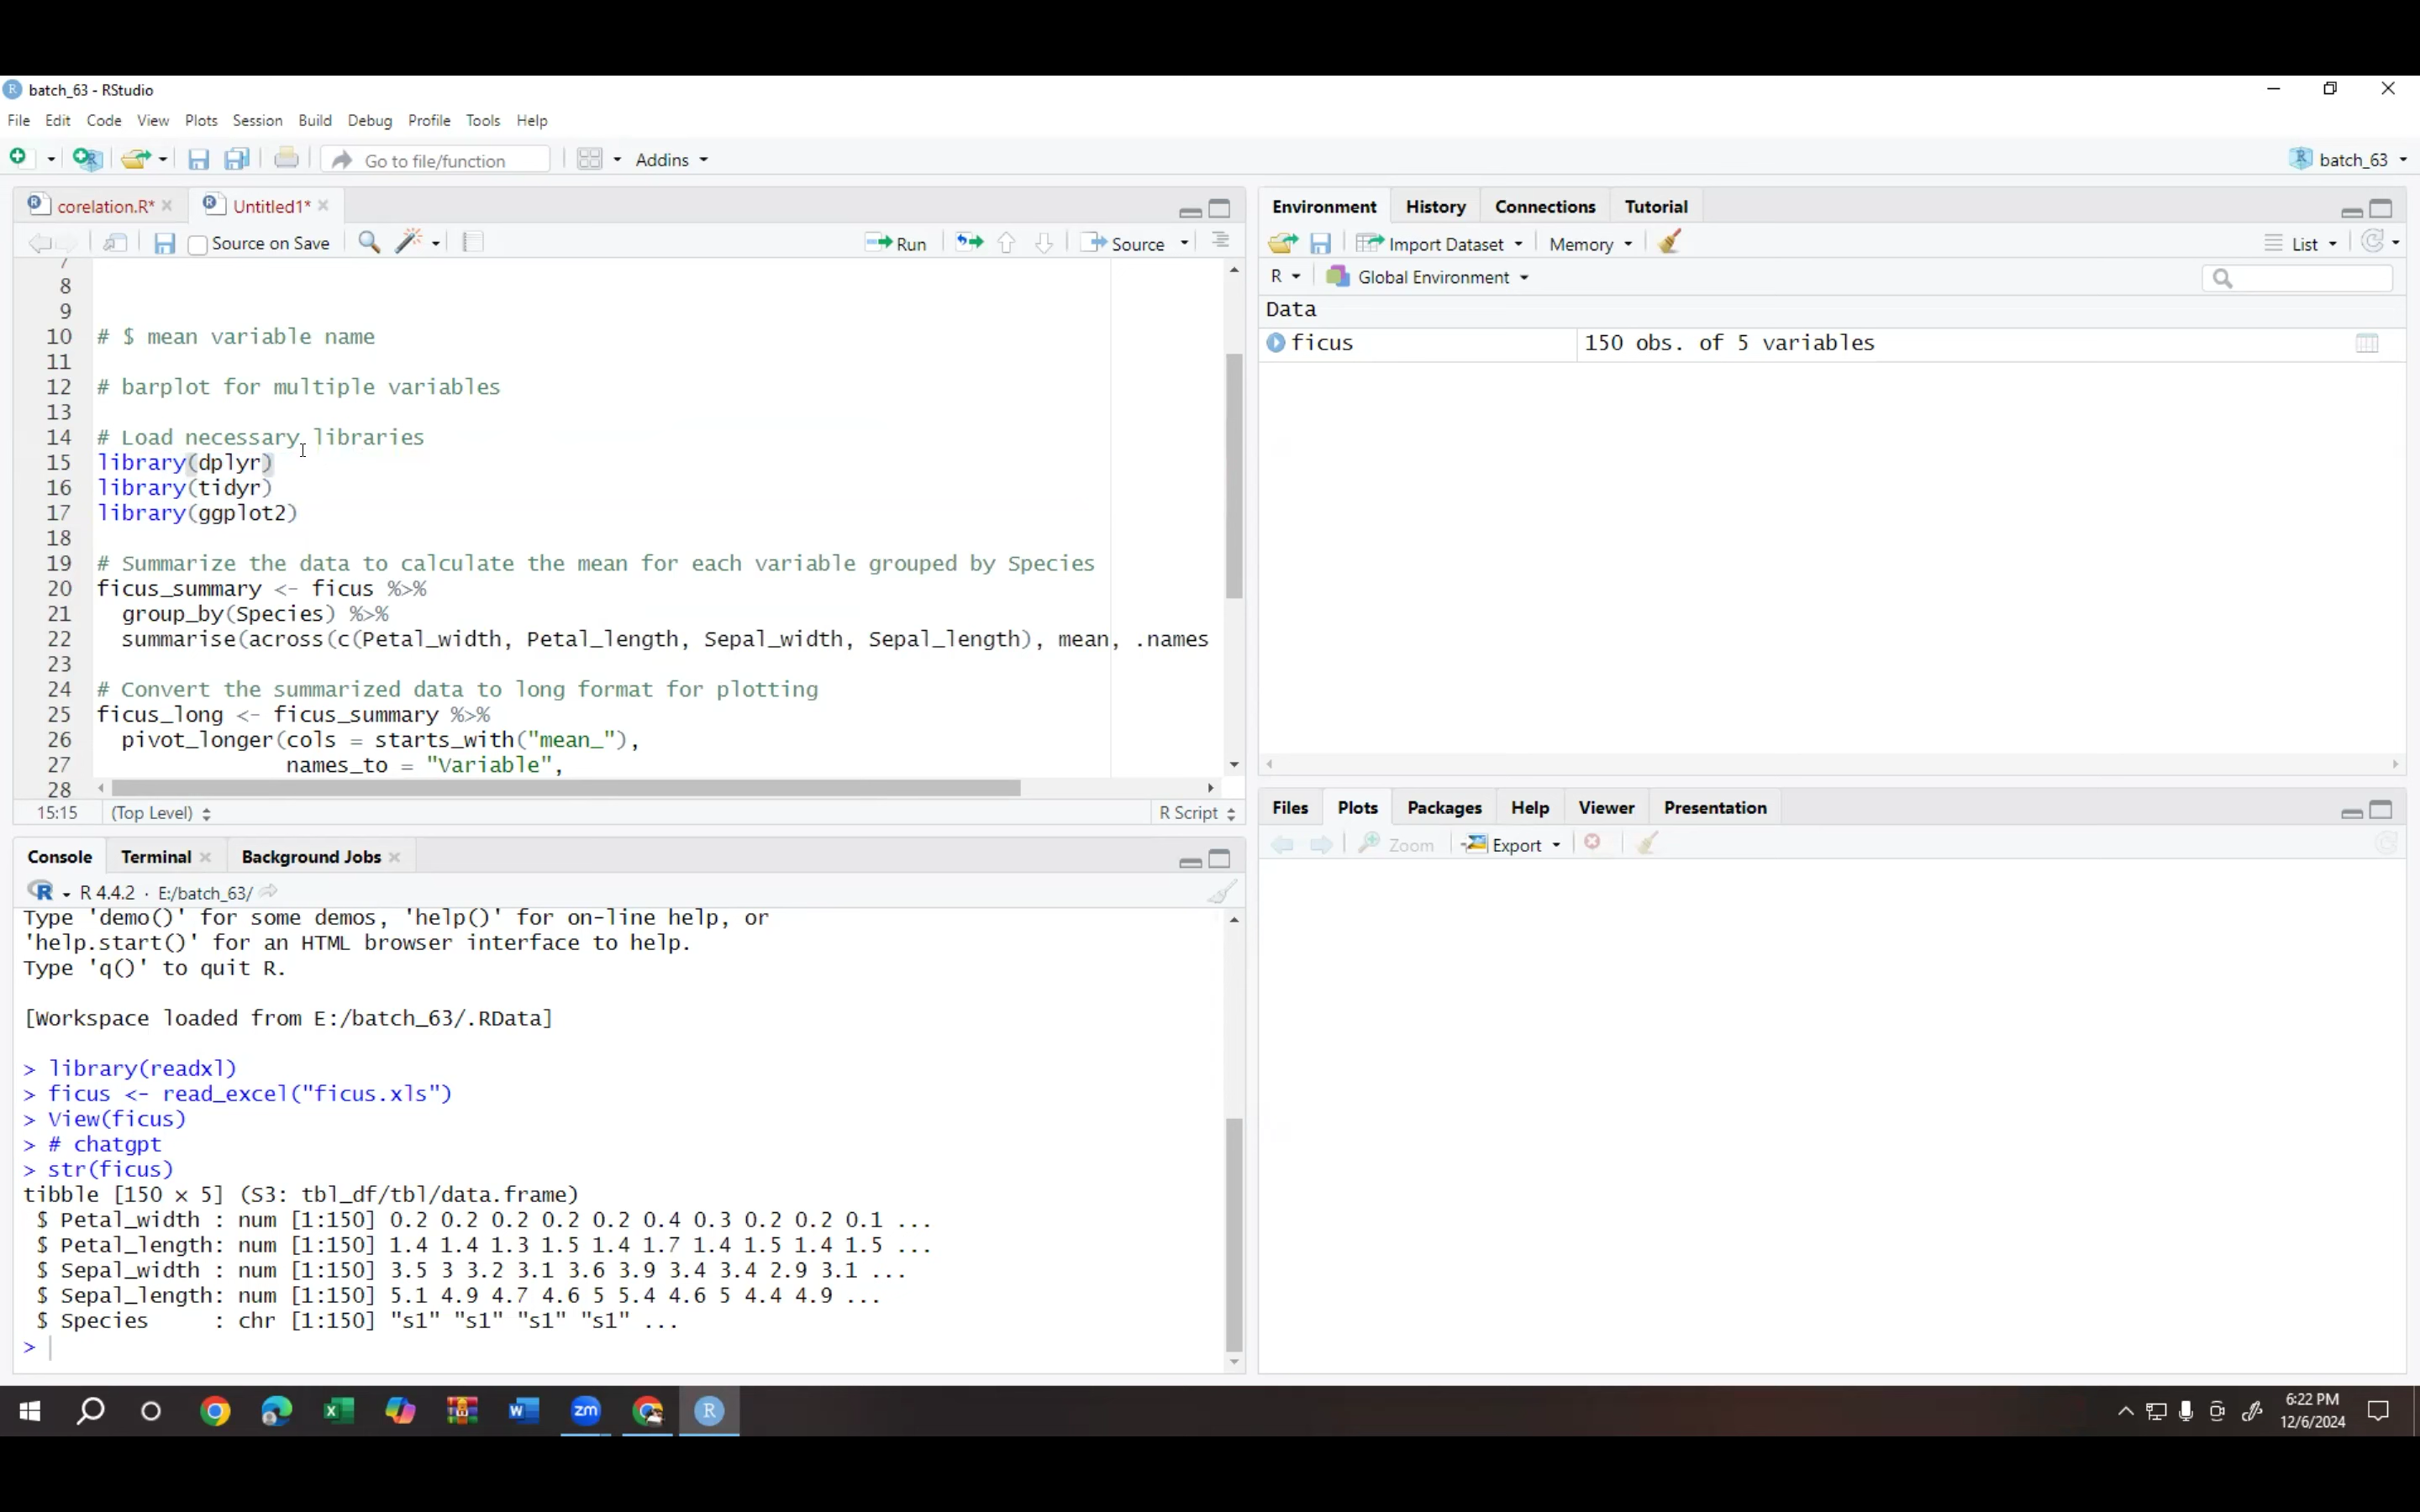 batch_63 - RStudio
File Edit Code View Plots Session Build Debug Profile Tools Help
Go to file/function Addins batch_63
corelation.R* Untitled1*
Source on Save Run Source
7
8
9
10 # $ mean variable name
11
12 # barplot for multiple variables
13
14 # Load necessary libraries
15 library(dplyr)
16 library(tidyr)
17 library(ggplot2)
18
19 # Summarize the data to calculate the mean for each variable grouped by Species
20 ficus_summary <- ficus %>%
21 group_by(Species) %>%
22 summarise(across(c(Petal_width, Petal_length, Sepal_width, Sepal_length), mean, .names
23
24 # Convert the summarized data to long format for plotting
25 ficus_long <- ficus_summary %>%
26 pivot_longer(cols = starts_with("mean_"),
27 names_to = "Variable",
28
15:15 (Top Level) R Script
Console Terminal Background Jobs
R 4.4.2 · E:/batch_63/
Type 'demo()' for some demos, 'help()' for on-line help, or
'help.start()' for an HTML browser interface to help.
Type 'q()' to quit R.
[Workspace loaded from E:/batch_63/.RData]
> library(readxl)
> ficus <- read_excel("ficus.xls")
> View(ficus)
> # chatgpt
> str(ficus)
tibble [150 × 5] (S3: tbl_df/tbl/data.frame)
$ Petal_width : num [1:150] 0.2 0.2 0.2 0.2 0.2 0.4 0.3 0.2 0.2 0.1 ...
$ Petal_length: num [1:150] 1.4 1.4 1.3 1.5 1.4 1.7 1.4 1.5 1.4 1.5 ...
$ Sepal_width : num [1:150] 3.5 3 3.2 3.1 3.6 3.9 3.4 3.4 2.9 3.1 ...
$ Sepal_length: num [1:150] 5.1 4.9 4.7 4.6 5 5.4 4.6 5 4.4 4.9 ...
$ Species : chr [1:150] "s1" "s1" "s1" "s1" ...
>
Environment History Connections Tutorial
Import Dataset Memory List
R Global Environment
Data
ficus 150 obs. of 5 variables
Files Plots Packages Help Viewer Presentation
Zoom Export
zm
6:22 PM
12/6/2024